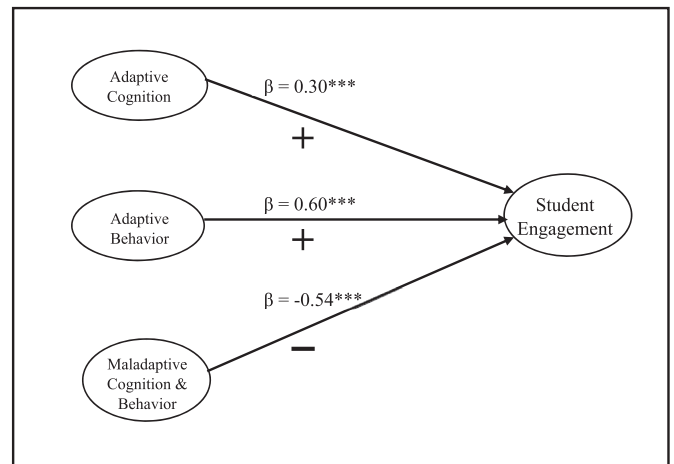 Adaptive
Cognition
β = 0.30***
+
Adaptive
Behavior
β = 0.60***
+
Student
Engagement
β = -0.54***
−
Maladaptive
Cognition &
Behavior